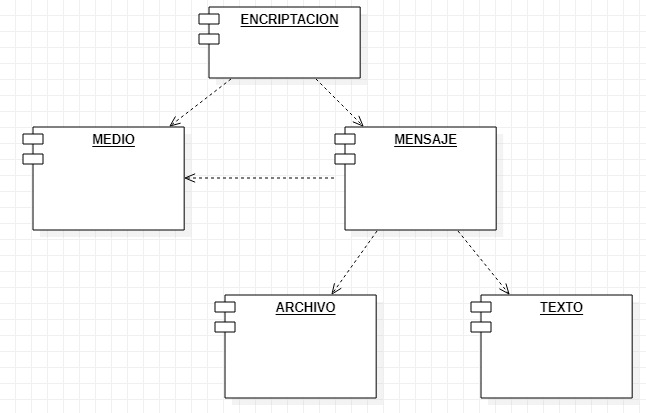 ENCRIPTACION
MEDIO
MENSAJE
ARCHIVO
TEXTO